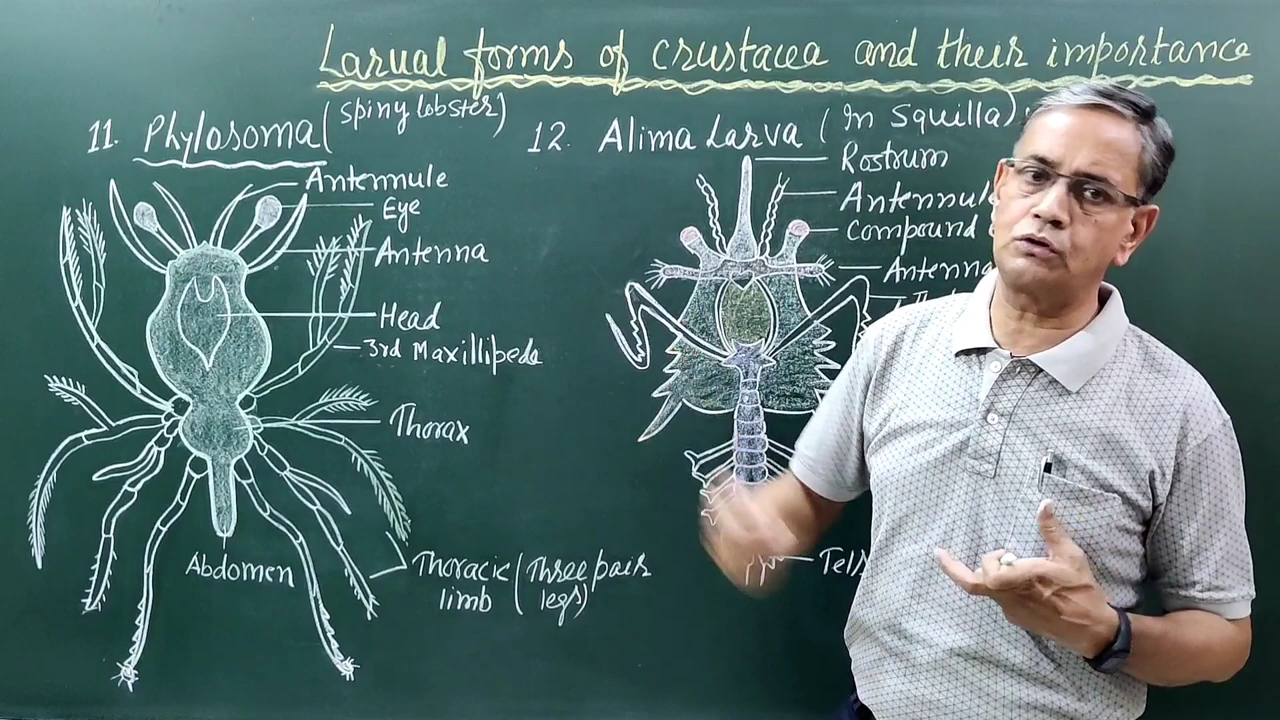 Larval forms of crustacea and their importance
11. Phylosoma (spiny lobster)
Antennule
Eye
Antenna
Head
3rd Maxillipede
Thorax
Abdomen
Thoracic limb (Three pair legs)
12. Alima Larva (In Squilla)
Rostrum
Antennule
Compound
Antenna